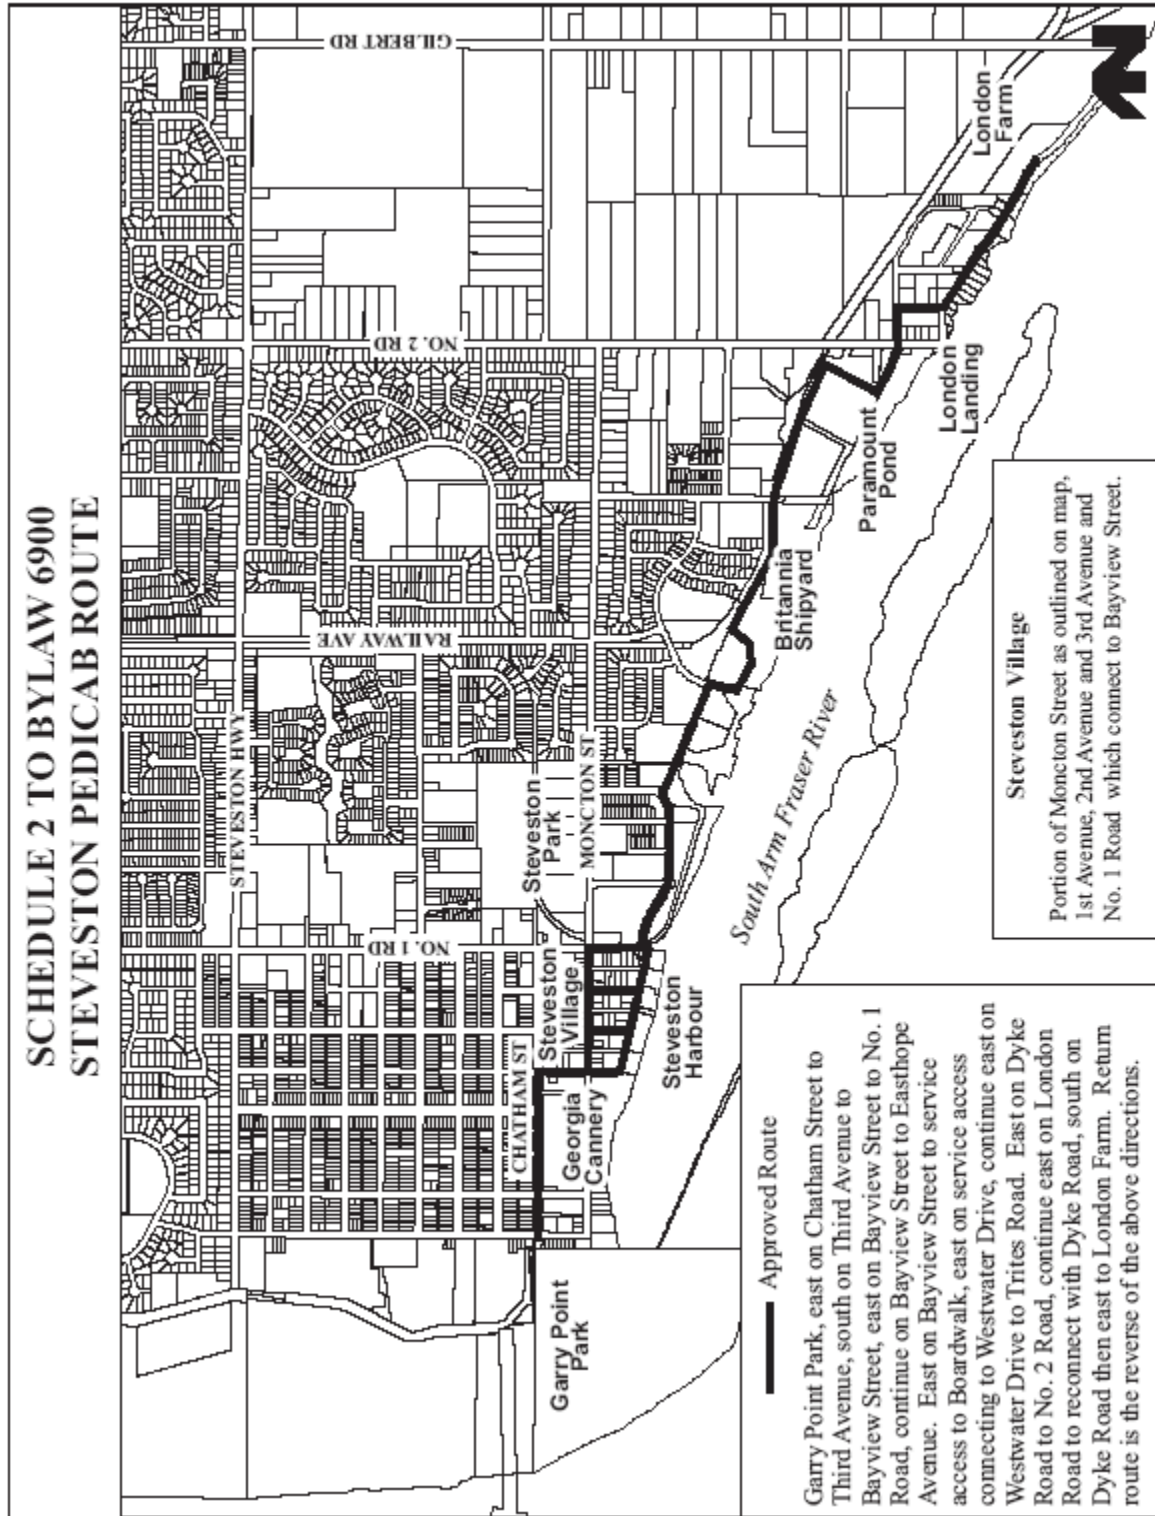 SCHEDULE 2 TO BYLAW 6900
STEVESTON PEDICAB ROUTE
GILBERT RD
STEVESTON HWY
NO. 2 RD
RAILWAY AVE
NO. 1 RD
CHATHAM ST
MONCTON ST
Steveston
Park
London
Farm
Steveston
Village
Georgia
Cannery
Garry Point
Park
Steveston
Harbour
Britannia
Shipyard
Paramount
Pond
London
Landing
South Arm Fraser River
N
Approved Route
Garry Point Park, east on Chatham Street to
Third Avenue, south on Third Avenue to
Bayview Street, east on Bayview Street to No. 1
Road, continue on Bayview Street to Easthope
Avenue. East on Bayview Street to service
access to Boardwalk, east on service access
connecting to Westwater Drive, continue east on
Westwater Drive to Trites Road. East on Dyke
Road to No. 2 Road, continue east on London
Road to reconnect with Dyke Road, south on
Dyke Road then east to London Farm. Return
route is the reverse of the above directions.
Steveston Village
Portion of Moncton Street as outlined on map,
1st Avenue, 2nd Avenue and 3rd Avenue and
No. 1 Road which connect to Bayview Street.